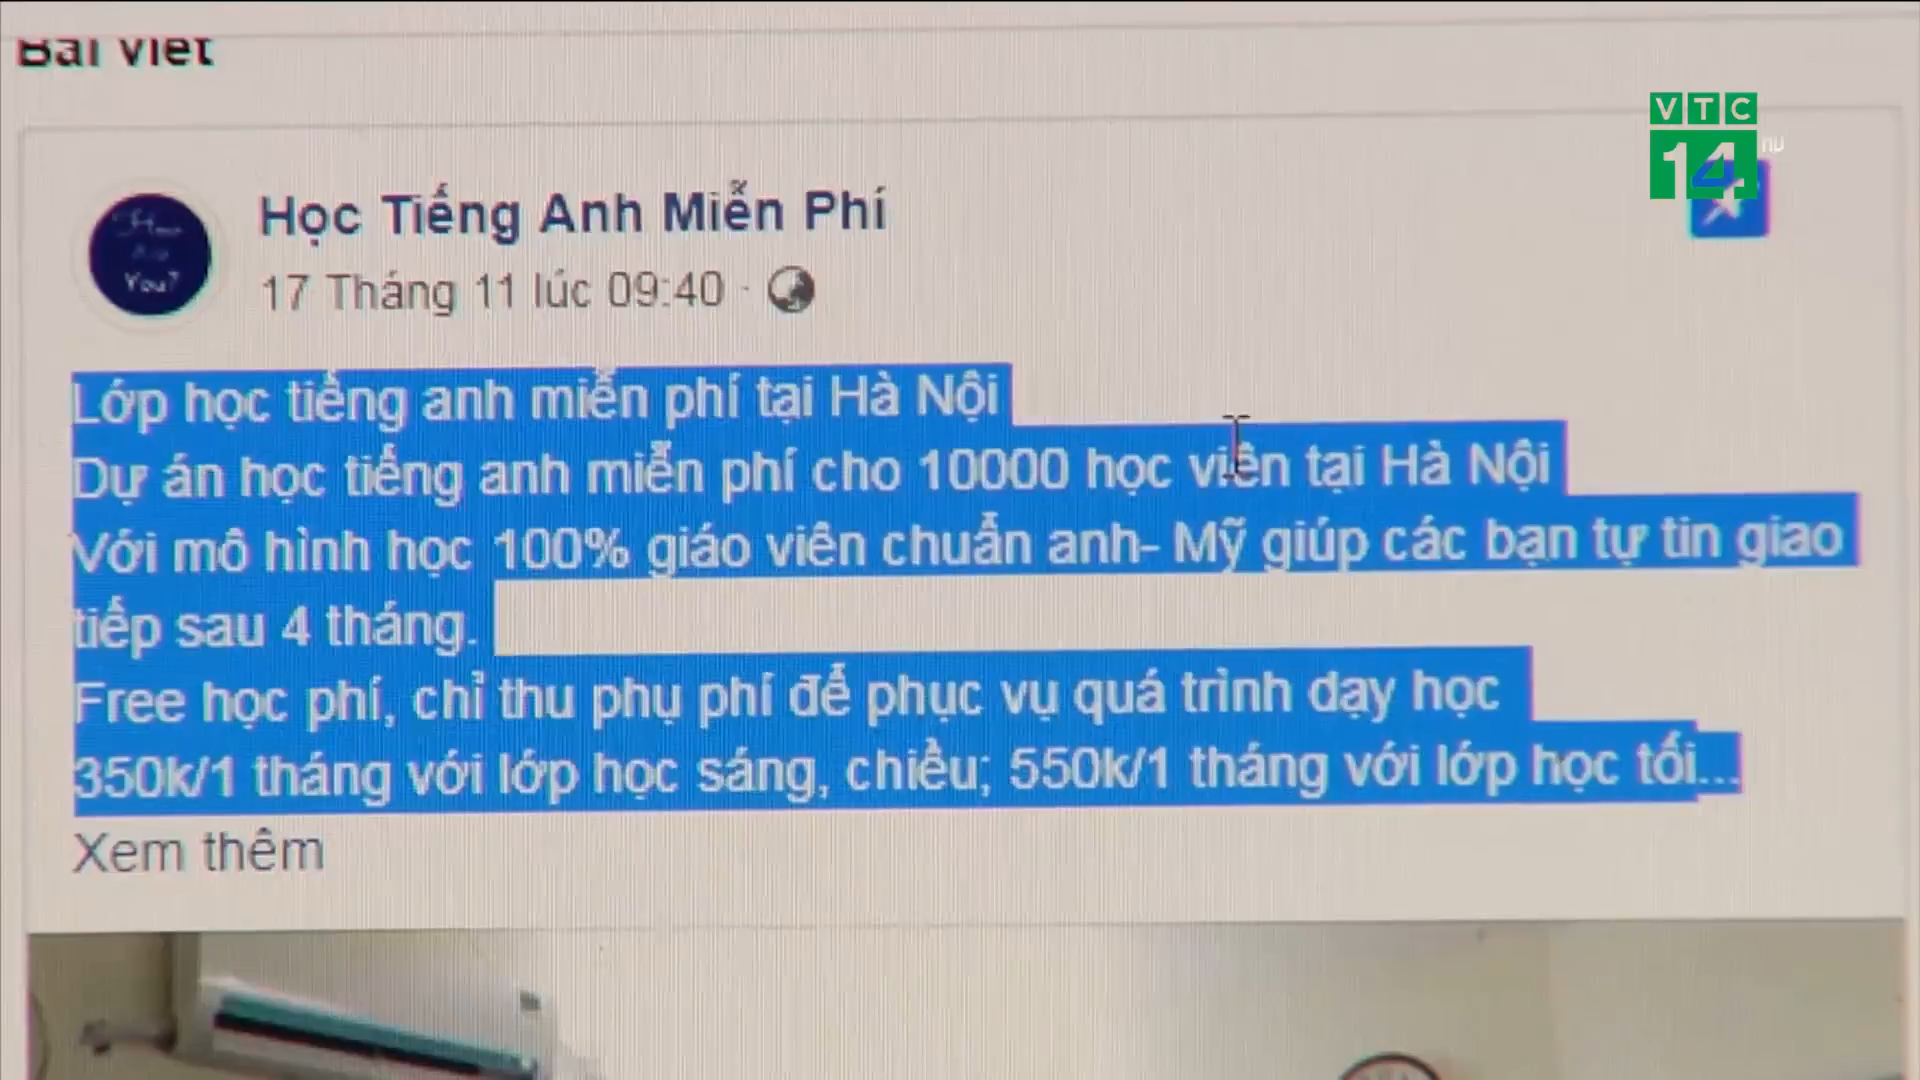 Bài viết
VTC
14
Học Tiếng Anh Miễn Phí
17 Tháng 11 lúc 09:40 ·
You?
Lớp học tiếng anh miễn phí tại Hà Nội
Dự án học tiếng anh miễn phí cho 10000 học viên tại Hà Nội
Với mô hình học 100% giáo viên chuẩn anh- Mỹ giúp các bạn tự tin giao
tiếp sau 4 tháng.
Free học phí, chỉ thu phụ phí để phục vụ quá trình dạy học
350k/1 tháng với lớp học sáng, chiều; 550k/1 tháng với lớp học tối...
Xem thêm